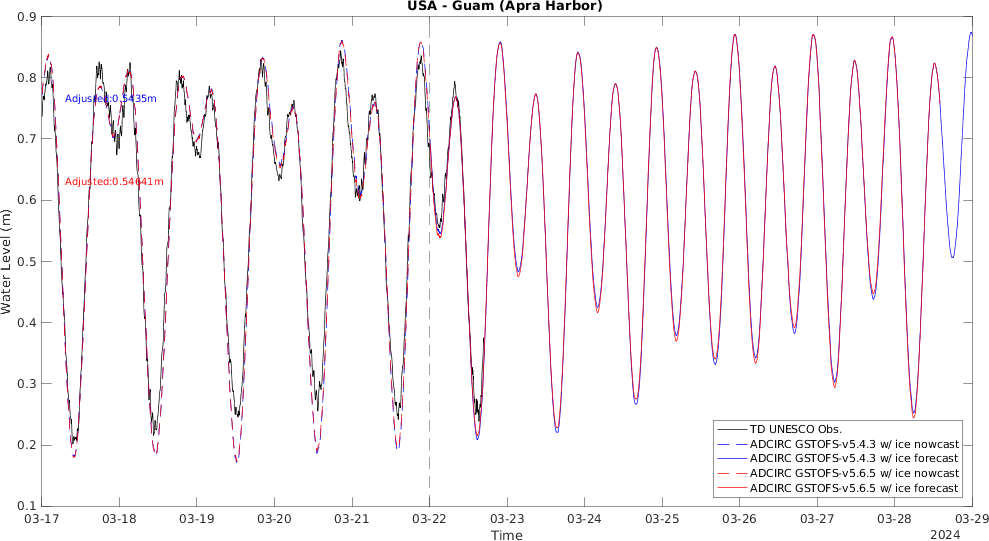 USA - Guam (Apra Harbor)
0.9
0.8
0.7
0.6
0.5
0.4
0.3
0.2
0.1
Water Level (m)
Adjusted:0.5435m
Adjusted:0.54641m
TD UNESCO Obs.
ADCIRC GSTOFS-v5.4.3 w/ ice nowcast
ADCIRC GSTOFS-v5.4.3 w/ ice forecast
ADCIRC GSTOFS-v5.6.5 w/ ice nowcast
ADCIRC GSTOFS-v5.6.5 w/ ice forecast
03-17 03-18 03-19 03-20 03-21 03-22 03-23 03-24 03-25 03-26 03-27 03-28 03-29
Time
2024